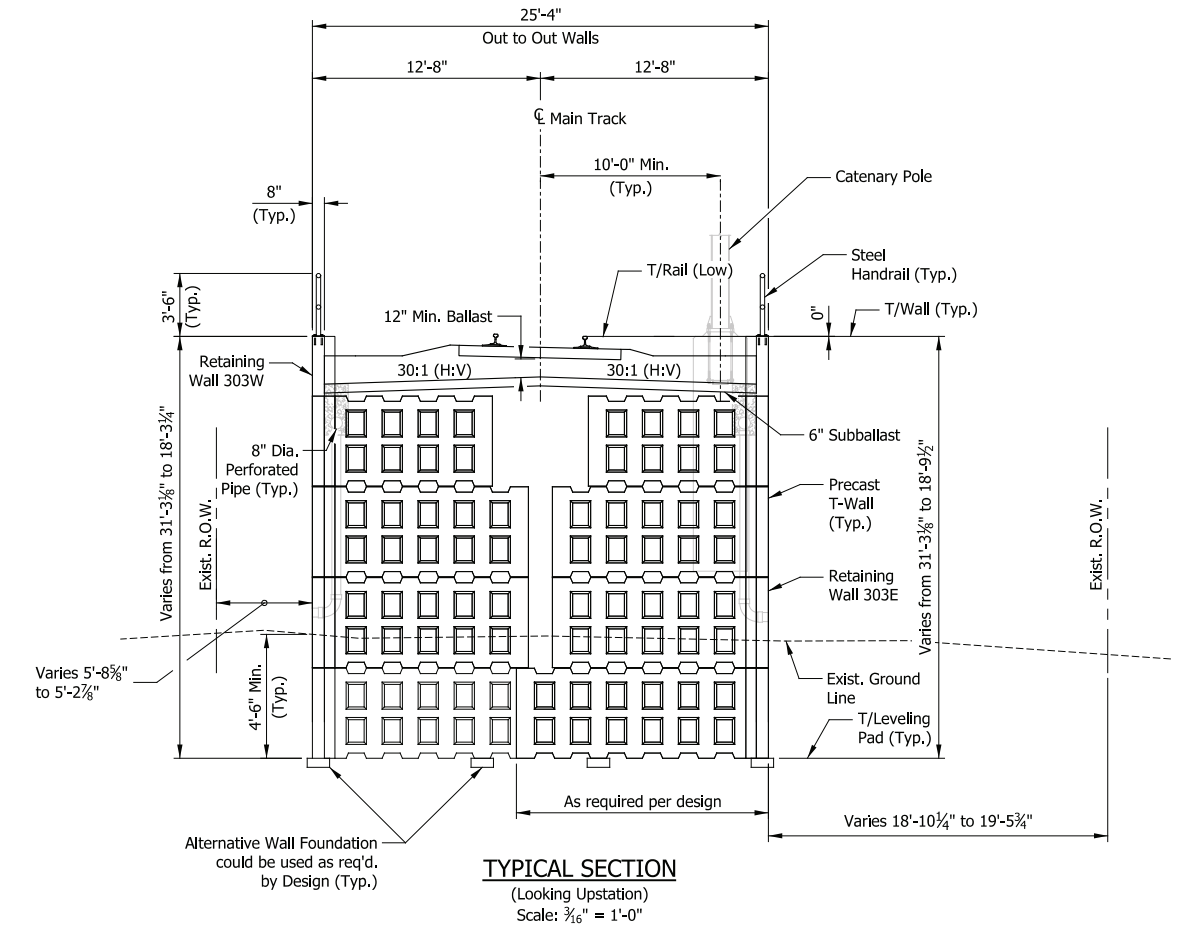 25'-4"
Out to Out Walls
12'-8"
12'-8"
℄ Main Track
10'-0" Min.
(Typ.)
Catenary Pole
8"
(Typ.)
Steel
Handrail (Typ.)
T/Rail (Low)
3'-6"
(Typ.)
12" Min. Ballast
0"
T/Wall (Typ.)
Retaining
Wall 303W
30:1 (H:V)
30:1 (H:V)
6" Subballast
8" Dia.
Perforated
Pipe (Typ.)
Precast
T-Wall
(Typ.)
Varies from 31'-3⅛" to 18'-3¼"
Exist. R.O.W.
Varies from 31'-3⅛" to 18'-9½"
Exist. R.O.W.
Retaining
Wall 303E
Varies 5'-8⅝"
to 5'-2⅞"
4'-6" Min.
(Typ.)
Exist. Ground
Line
T/Leveling
Pad (Typ.)
As required per design
Varies 18'-10¼" to 19'-5¾"
Alternative Wall Foundation
could be used as req'd.
by Design (Typ.)
TYPICAL SECTION
(Looking Upstation)
Scale: 3⁄16" = 1'-0"